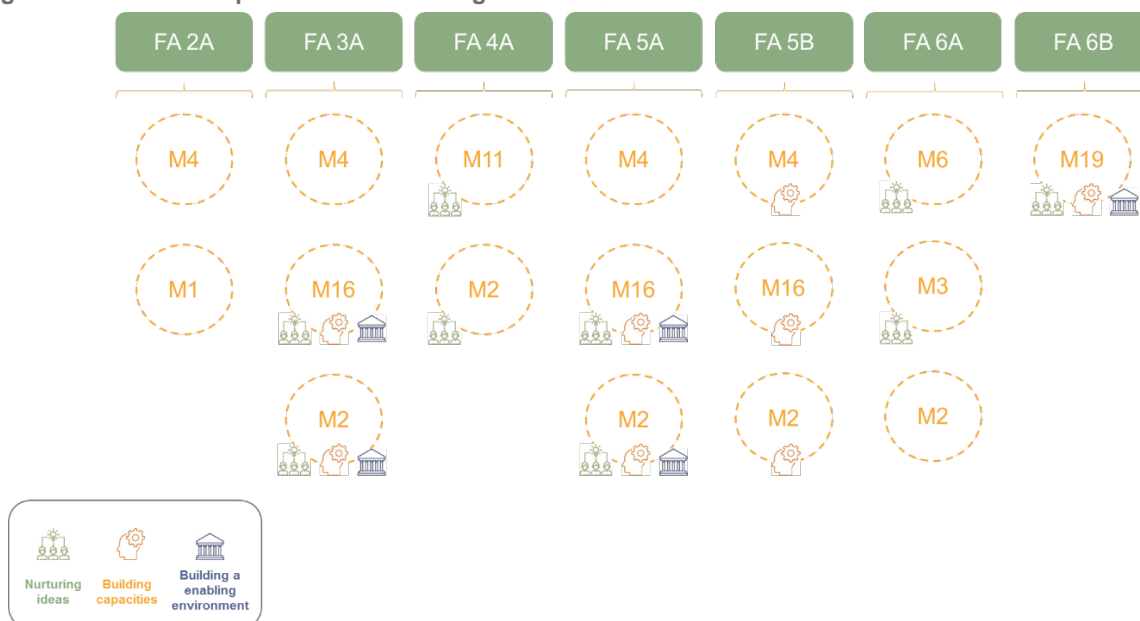 FA 2A FA 3A FA 4A FA 5A FA 5B FA 6A FA 6B
M4 M4 M11 M4 M4 M6 M19
M1 M16 M2 M16 M16 M3
M2 M2 M2 M2
Nurturing
ideas
Building
capacities
Building a
enabling
environment